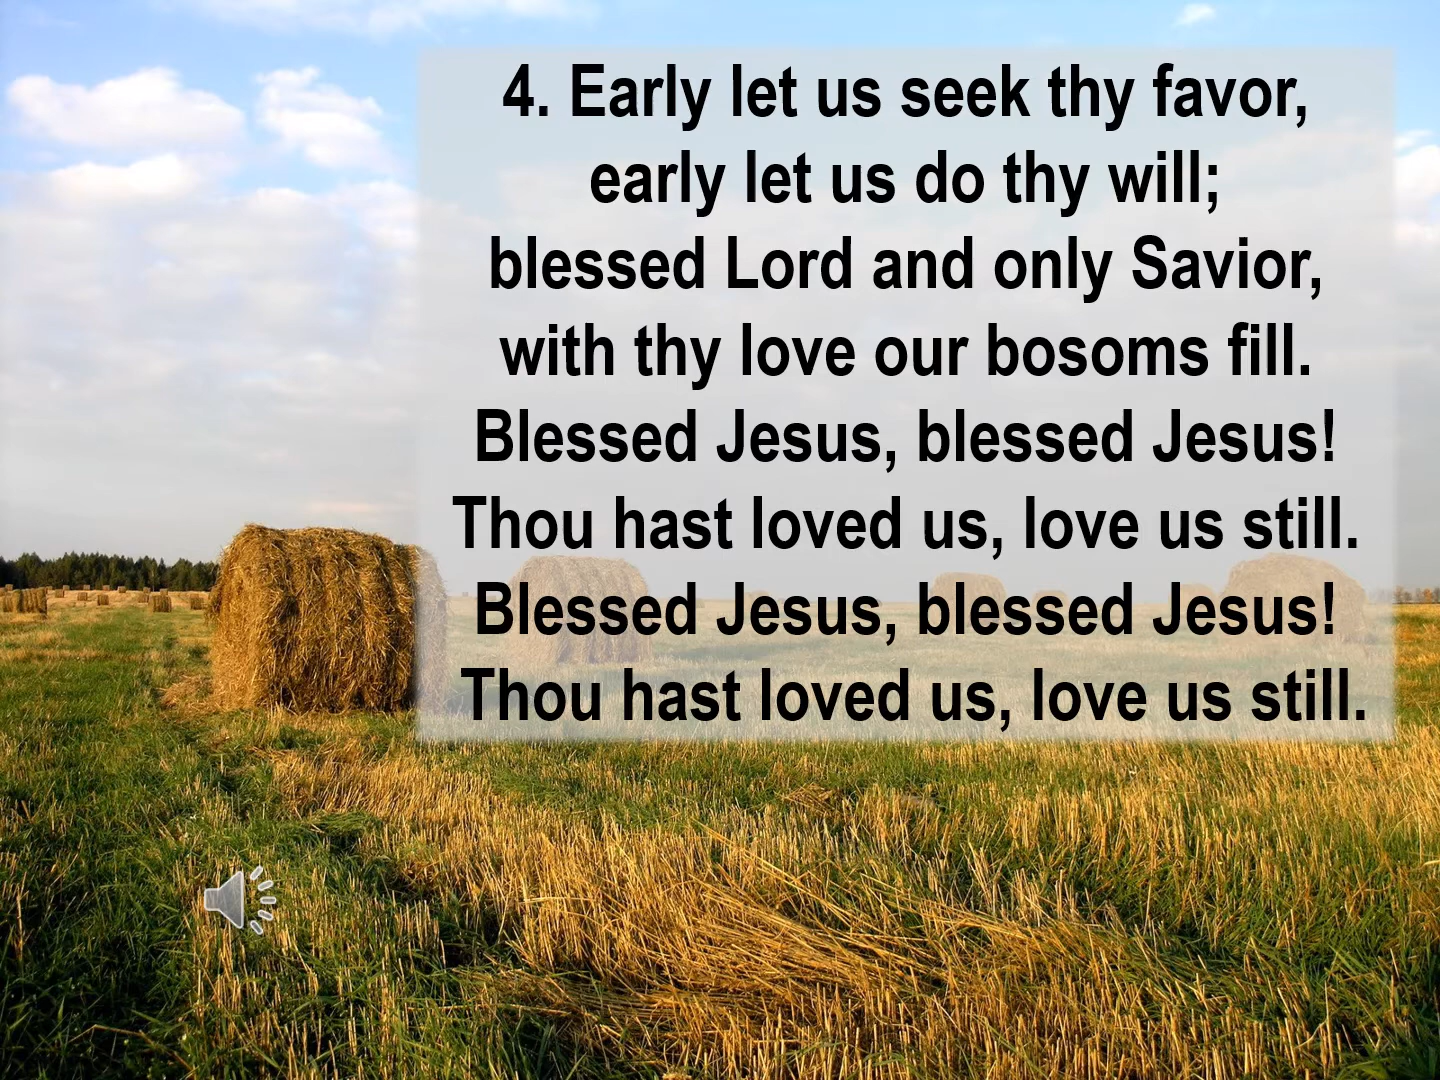 4. Early let us seek thy favor,
early let us do thy will;
blessed Lord and only Savior,
with thy love our bosoms fill.
Blessed Jesus, blessed Jesus!
Thou hast loved us, love us still.
Blessed Jesus, blessed Jesus!
Thou hast loved us, love us still.